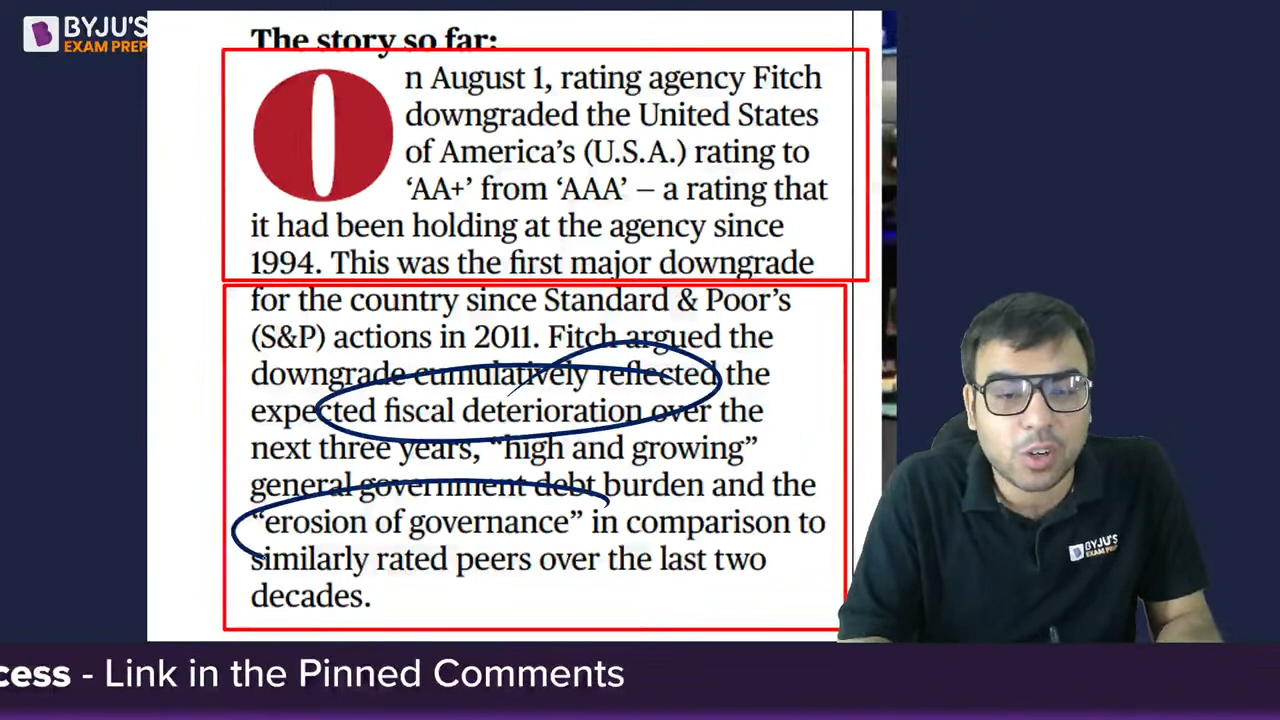 BYJU'S
EXAM PREP
The story so far:
On August 1, rating agency Fitch
downgraded the United States
of America's (U.S.A.) rating to
'AA+' from 'AAA' – a rating that
it had been holding at the agency since
1994. This was the first major downgrade
for the country since Standard & Poor's
(S&P) actions in 2011. Fitch argued the
downgrade cumulatively reflected the
expected fiscal deterioration over the
next three years, “high and growing”
general government debt burden and the
“erosion of governance” in comparison to
similarly rated peers over the last two
decades.
BYJU'S
EXAM PREP
cess - Link in the Pinned Comments